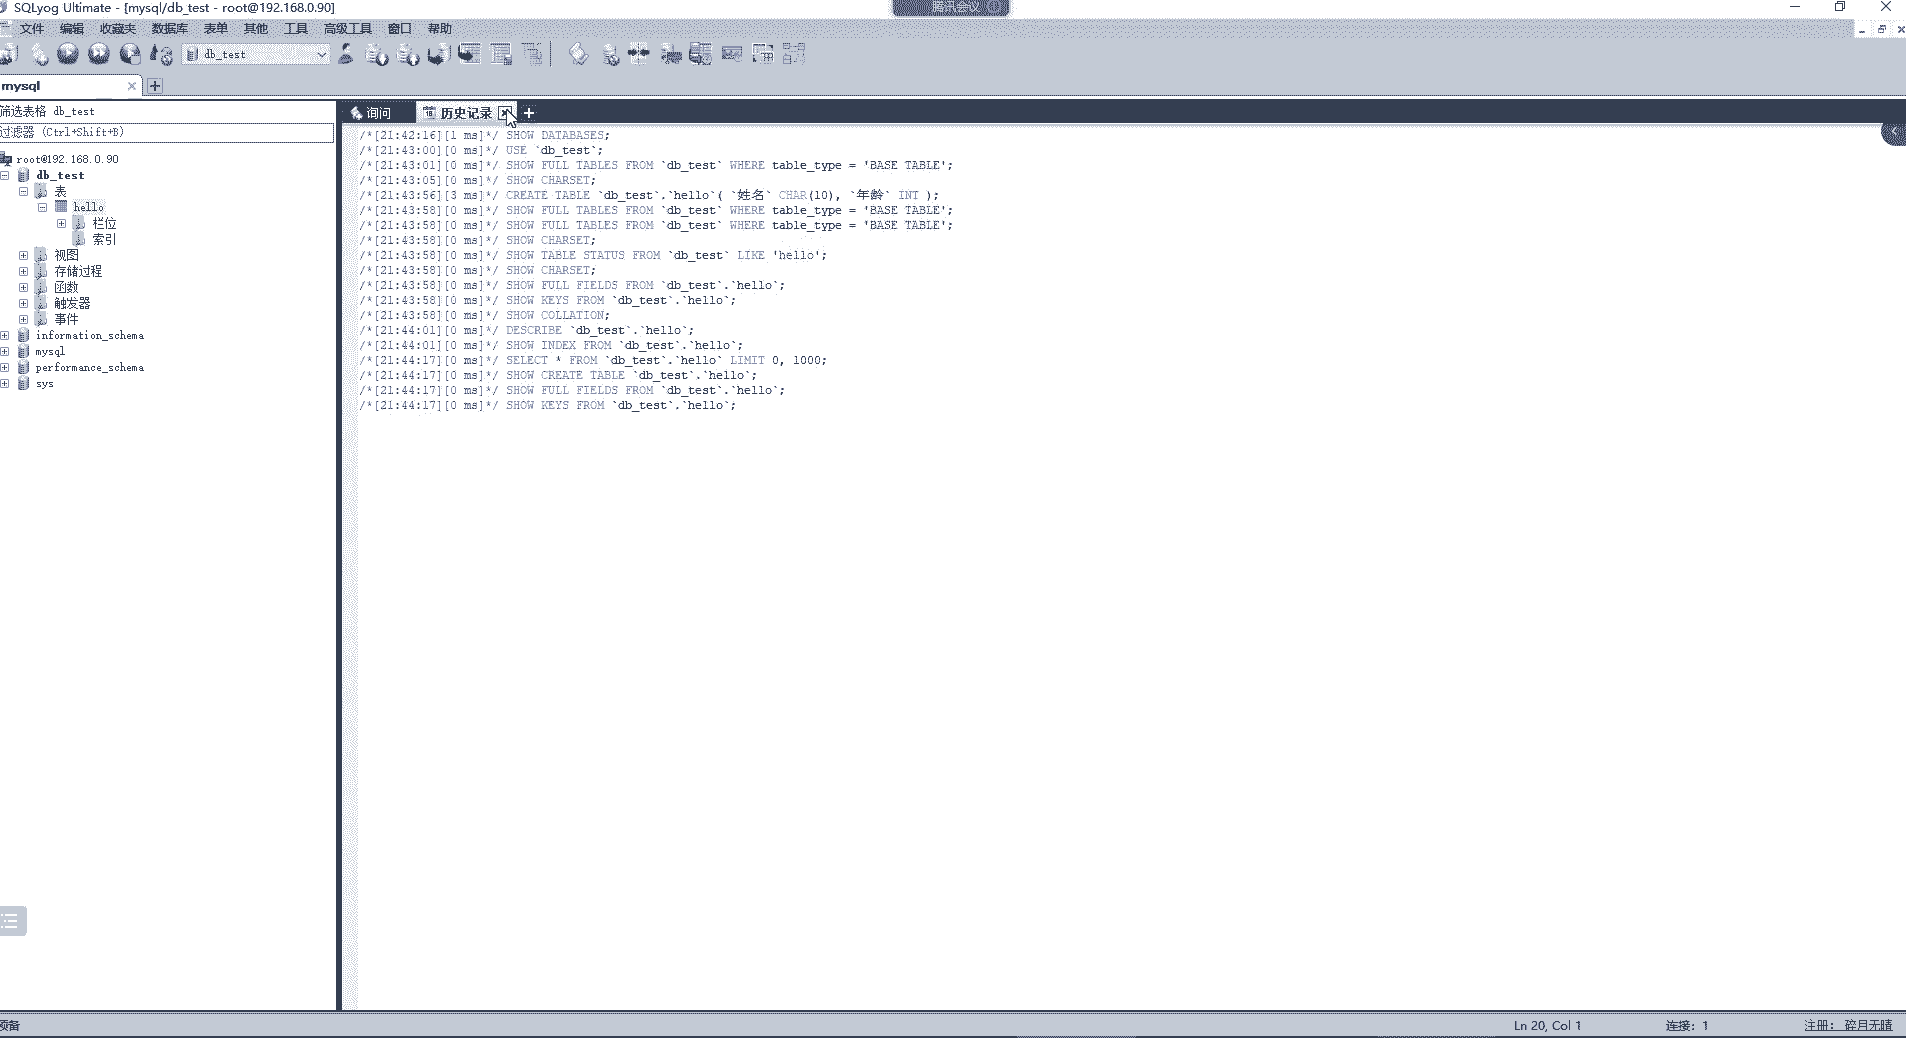 SQLyog Ultimate - [mysql/db_test - root@192.168.0.90]
腾讯会议
文件 编辑 收藏夹 数据库 表单 其他 工具 高级工具 窗口 帮助
db_test
mysql
筛选表格 db_test
过滤器 (Ctrl+Shift+B)
root@192.168.0.90
db_test
表
hello
栏位
索引
视图
存储过程
函数
触发器
事件
information_schema
mysql
performance_schema
sys
询问 历史记录
/*[21:42:16][1 ms]*/ SHOW DATABASES;
/*[21:43:00][0 ms]*/ USE `db_test`;
/*[21:43:01][0 ms]*/ SHOW FULL TABLES FROM `db_test` WHERE table_type = 'BASE TABLE';
/*[21:43:05][0 ms]*/ SHOW CHARSET;
/*[21:43:56][3 ms]*/ CREATE TABLE `db_test`.`hello`( `姓名` CHAR(10), `年龄` INT );
/*[21:43:58][0 ms]*/ SHOW FULL TABLES FROM `db_test` WHERE table_type = 'BASE TABLE';
/*[21:43:58][0 ms]*/ SHOW FULL TABLES FROM `db_test` WHERE table_type = 'BASE TABLE';
/*[21:43:58][0 ms]*/ SHOW CHARSET;
/*[21:43:58][0 ms]*/ SHOW TABLE STATUS FROM `db_test` LIKE 'hello';
/*[21:43:58][0 ms]*/ SHOW CHARSET;
/*[21:43:58][0 ms]*/ SHOW FULL FIELDS FROM `db_test`.`hello`;
/*[21:43:58][0 ms]*/ SHOW KEYS FROM `db_test`.`hello`;
/*[21:43:58][0 ms]*/ SHOW COLLATION;
/*[21:44:01][0 ms]*/ DESCRIBE `db_test`.`hello`;
/*[21:44:01][0 ms]*/ SHOW INDEX FROM `db_test`.`hello`;
/*[21:44:17][0 ms]*/ SELECT * FROM `db_test`.`hello` LIMIT 0, 1000;
/*[21:44:17][0 ms]*/ SHOW CREATE TABLE `db_test`.`hello`;
/*[21:44:17][0 ms]*/ SHOW FULL FIELDS FROM `db_test`.`hello`;
/*[21:44:17][0 ms]*/ SHOW KEYS FROM `db_test`.`hello`;
预备
Ln 20, Col 1
连接: 1
注册: 碎月无晴